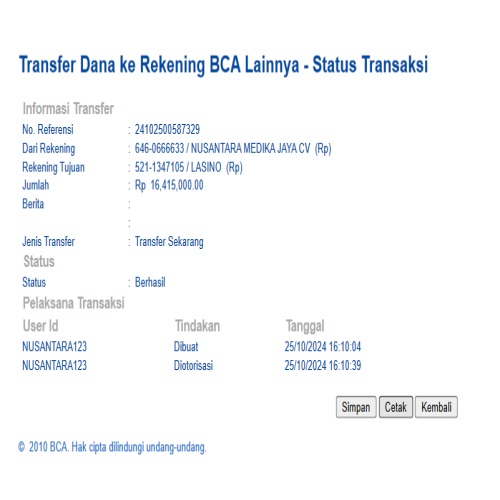 Transfer Dana ke Rekening BCA Lainnya - Status Transaksi
Informasi Transfer
No. Referensi : 24102500587329
Dari Rekening : 646-0666633 / NUSANTARA MEDIKA JAYA CV (Rp)
Rekening Tujuan : 521-1347105 / LASINO (Rp)
Jumlah : Rp 16,415,000.00
Berita :
:
Jenis Transfer : Transfer Sekarang
Status
Status : Berhasil
Pelaksana Transaksi
User Id Tindakan Tanggal
NUSANTARA123 Dibuat 25/10/2024 16:10:04
NUSANTARA123 Diotorisasi 25/10/2024 16:10:39
Simpan Cetak Kembali
© 2010 BCA. Hak cipta dilindungi undang-undang.